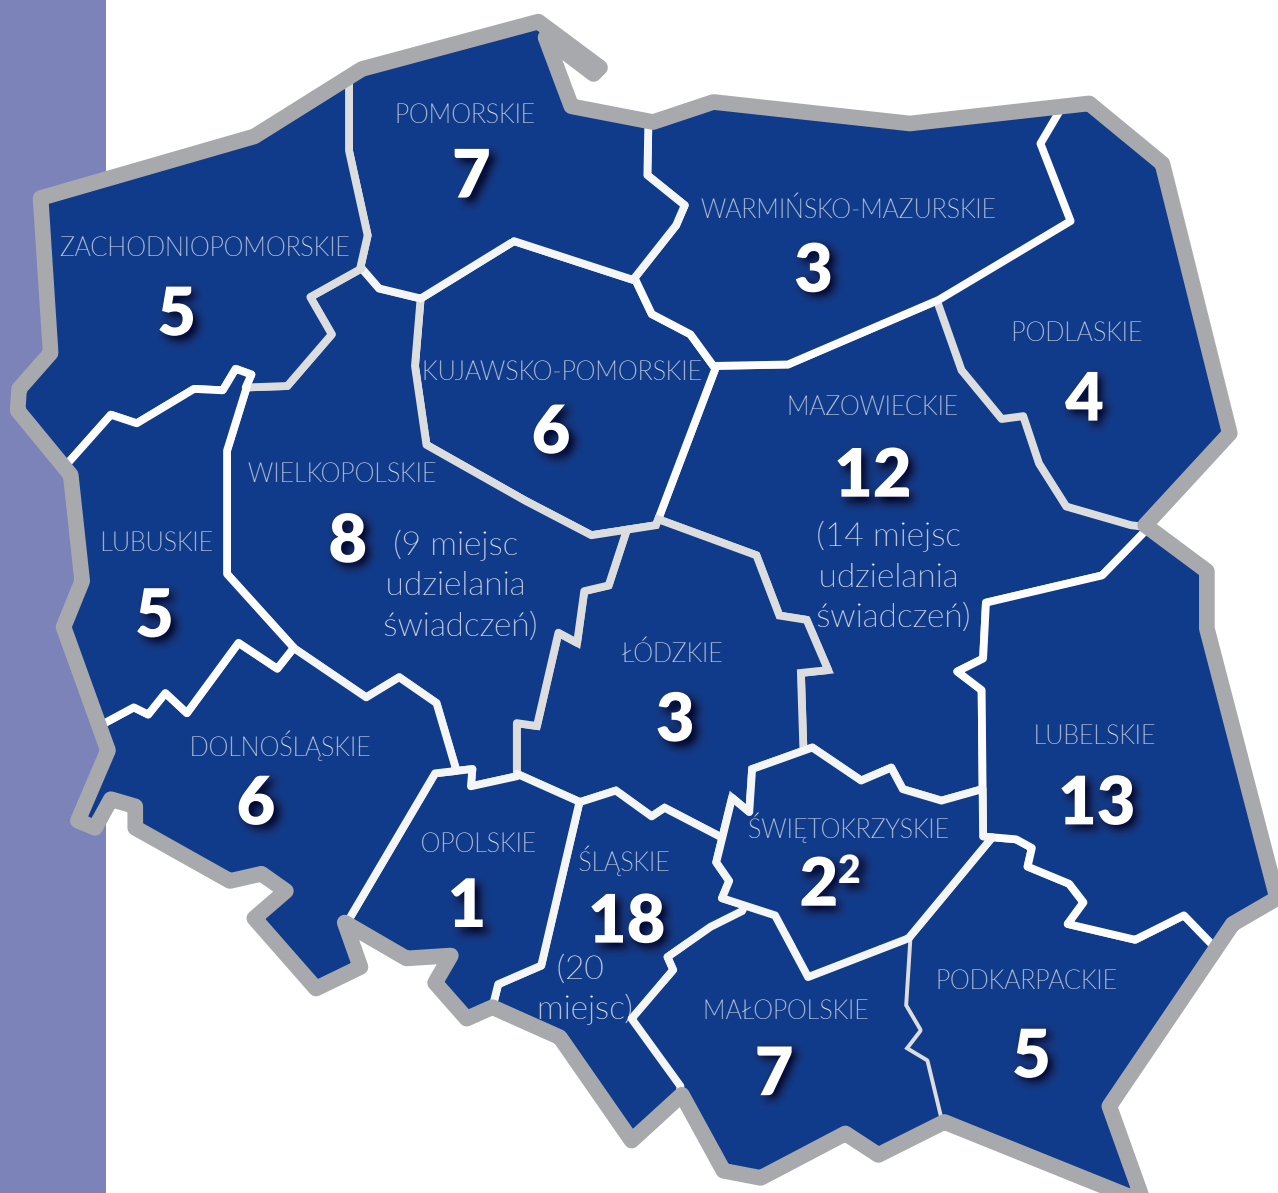 POMORSKIE
7
WARMIŃSKO-MAZURSKIE
3
ZACHODNIOPOMORSKIE
5
PODLASKIE
4
KUJAWSKO-POMORSKIE
6
MAZOWIECKIE
12
(14 miejsc
udzielania
świadczeń)
WIELKOPOLSKIE
8 (9 miejsc
udzielania
świadczeń)
LUBUSKIE
5
ŁÓDZKIE
3
LUBELSKIE
13
DOLNOŚLĄSKIE
6
OPOLSKIE
1
ŚLĄSKIE
18
(20
miejsc)
ŚWIĘTOKRZYSKIE
2²
MAŁOPOLSKIE
7
PODKARPACKIE
5